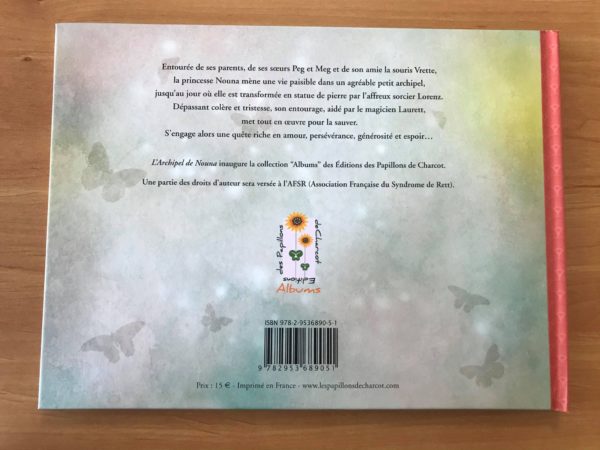 Entourée de ses parents, de ses sœurs Peg et Meg et de son amie la souris Vrette,
la princesse Nouna mène une vie paisible dans un agréable petit archipel,
jusqu'au jour où elle est transformée en statue de pierre par l'affreux sorcier Lorenz.
Dépassant colère et tristesse, son entourage, aidé par le magicien Laurett,
met tout en œuvre pour la sauver.
S'engage alors une quête riche en amour, persévérance, générosité et espoir…
L'Archipel de Nouna inaugure la collection "Albums" des Éditions des Papillons de Charcot.
Une partie des droits d'auteur sera versée à l'AFSR (Association Française du Syndrome de Rett).
Editions
des Papillons
de Charcot
Albums
ISBN 978-2-9536890-5-1
9 782953 689051
Prix : 15 € - Imprimé en France - www.lespapillonsdecharcot.com